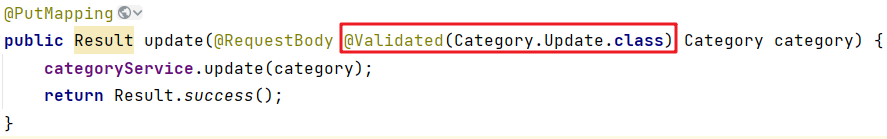 @PutMapping
public Result update(@RequestBody @Validated(Category.Update.class) Category category) {
    categoryService.update(category);
    return Result.success();
}